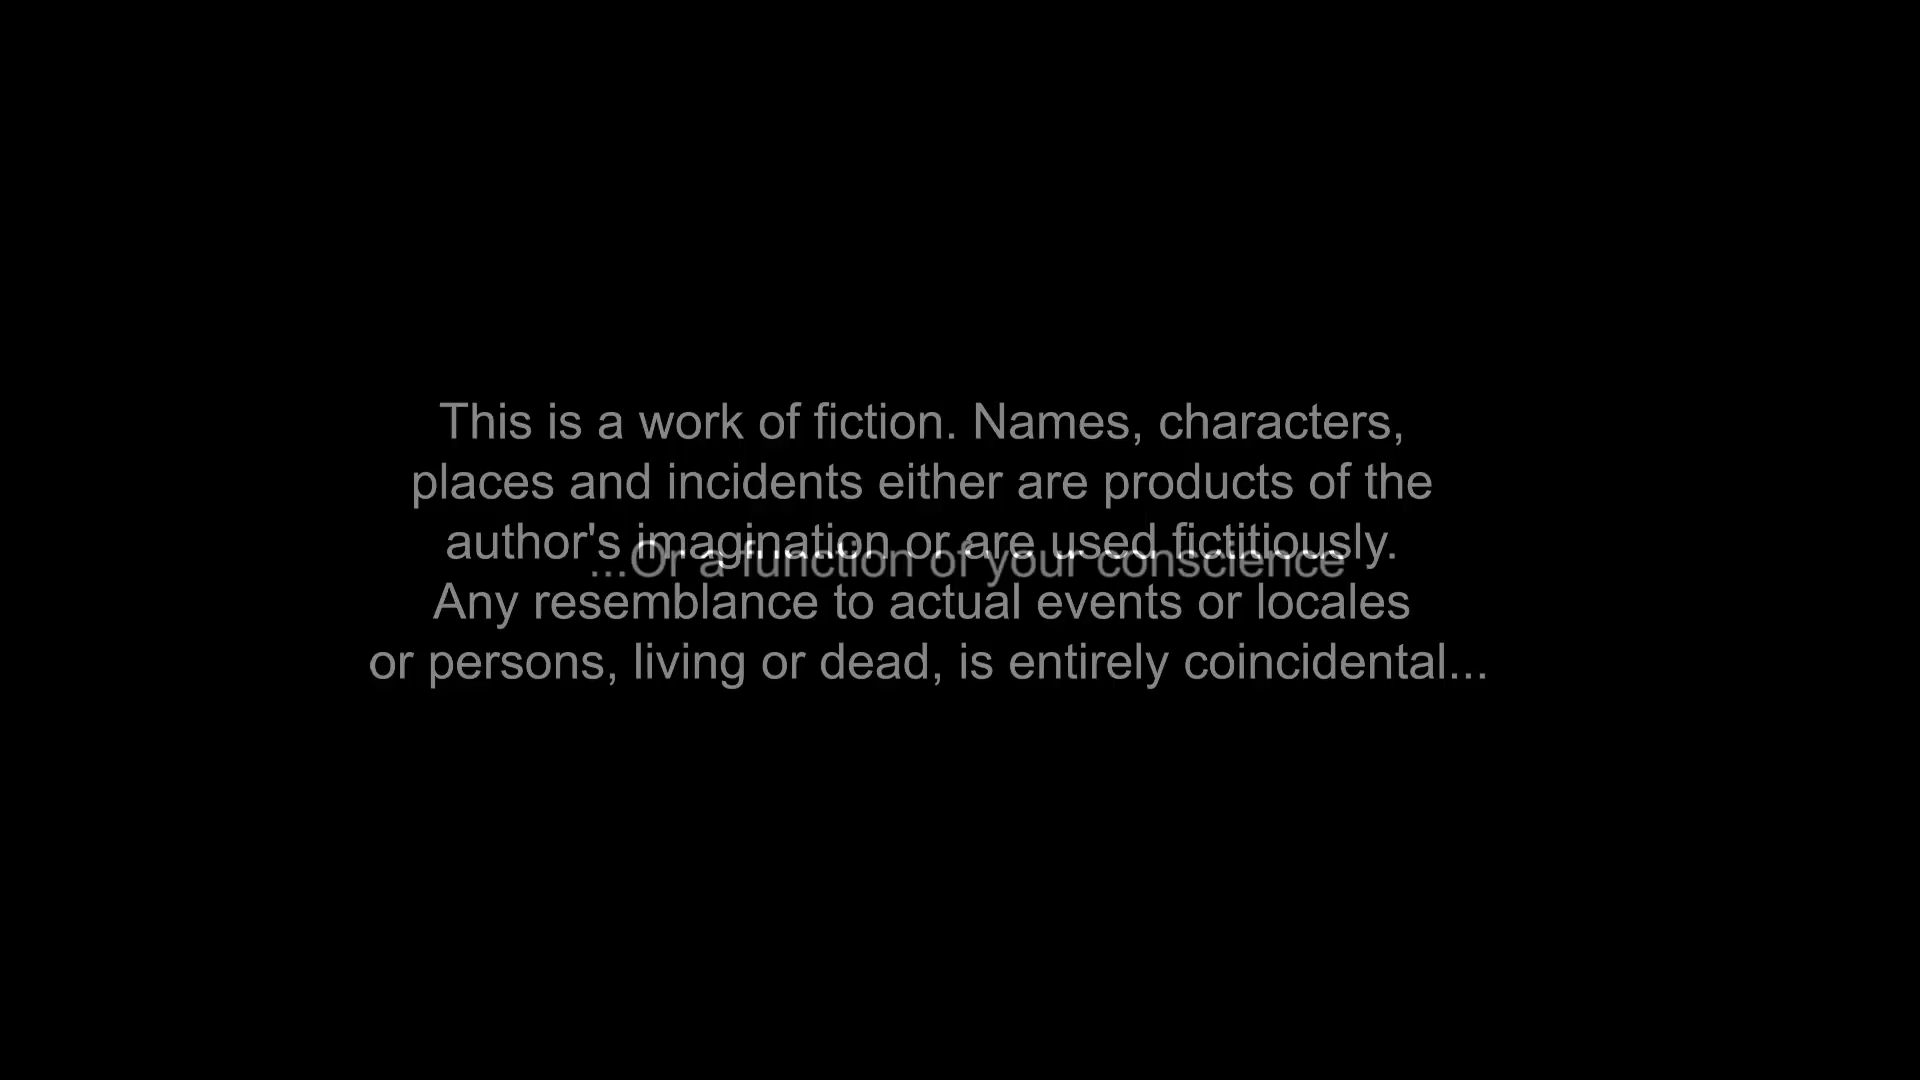 This is a work of fiction. Names, characters,
places and incidents either are products of the
author's imagination or are used fictitiously.
...Or a function of your conscience
Any resemblance to actual events or locales
or persons, living or dead, is entirely coincidental...